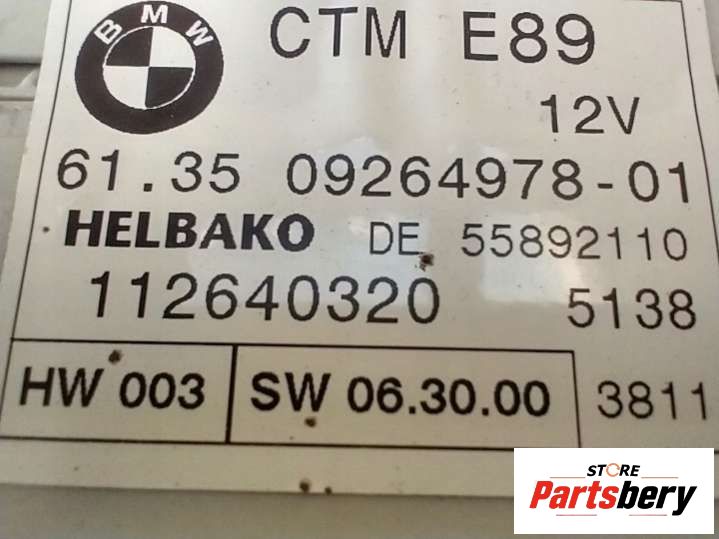 BMW CTM E89
12V
61.35 09264978-01
HELBAKO DE 55892110
112640320 5138
HW 003 SW 06.30.00 3811
STORE
Partsbery